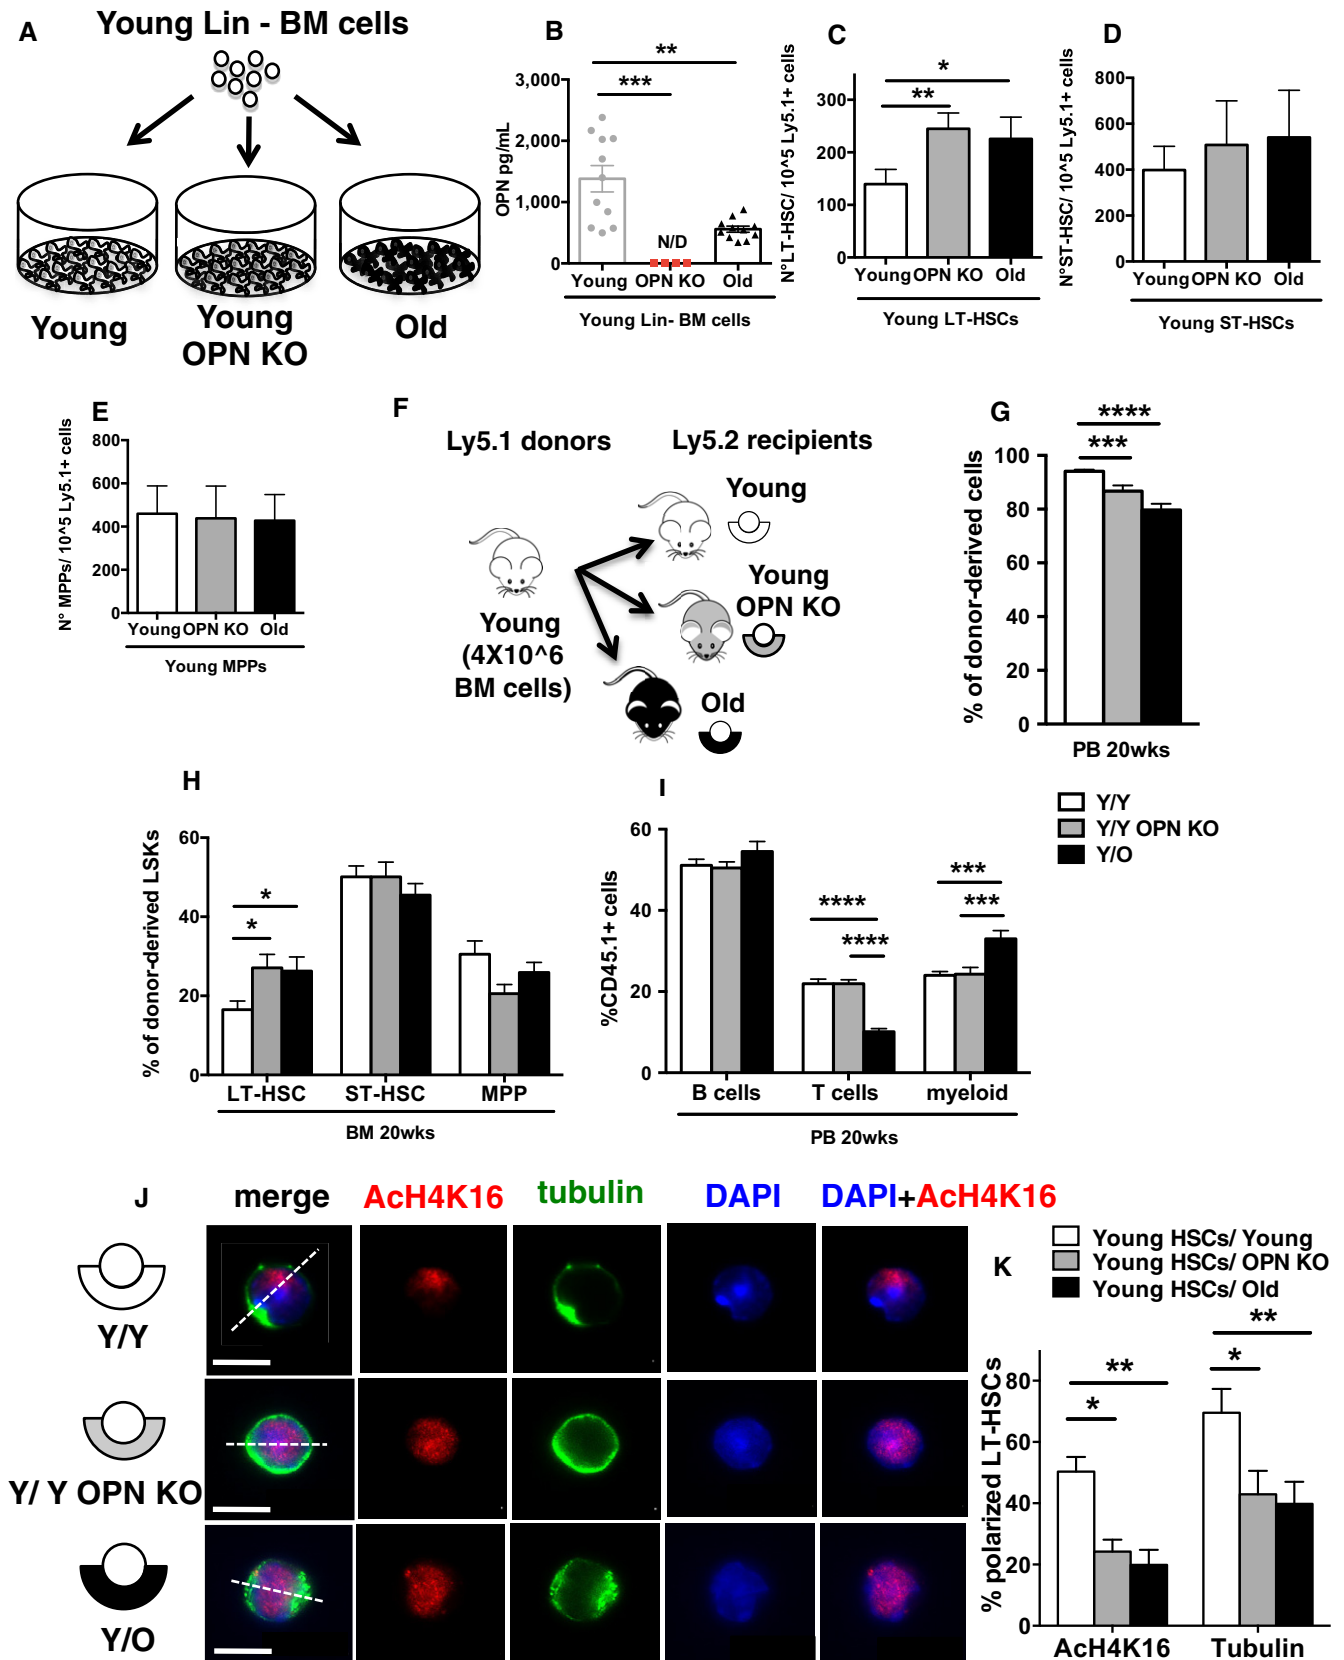 A
Young Lin - BM cells
Young
Young
OPN KO
Old
B
OPN pg/mL
3,000
2,000
1,000
0
**
***
N/D
Young OPN KO Old
Young Lin- BM cells
C
N°LT-HSC/ 10^5 Ly5.1+ cells
300
200
100
0
*
**
Young OPN KO Old
Young LT-HSCs
D
N°ST-HSC/ 10^5 Ly5.1+ cells
800
600
400
200
0
Young OPN KO Old
Young ST-HSCs
E
N° MPPs/ 10^5 Ly5.1+ cells
800
600
400
200
0
Young OPN KO Old
Young MPPs
F
Ly5.1 donors
Ly5.2 recipients
Young
(4X10^6
BM cells)
Young
Young
OPN KO
Old
G
% of donor-derived cells
100
80
60
40
20
0
****
***
PB 20wks
Y/Y
Y/Y OPN KO
Y/O
H
% of donor-derived LSKs
60
40
20
0
*
*
LT-HSC ST-HSC MPP
BM 20wks
I
%CD45.1+ cells
60
40
20
0
****
****
***
***
B cells T cells myeloid
PB 20wks
J
merge AcH4K16 tubulin DAPI DAPI+AcH4K16
Y/Y
Y/ Y OPN KO
Y/O
K
Young HSCs/ Young
Young HSCs/ OPN KO
Young HSCs/ Old
% polarized LT-HSCs
80
60
40
20
0
**
*
**
*
AcH4K16 Tubulin